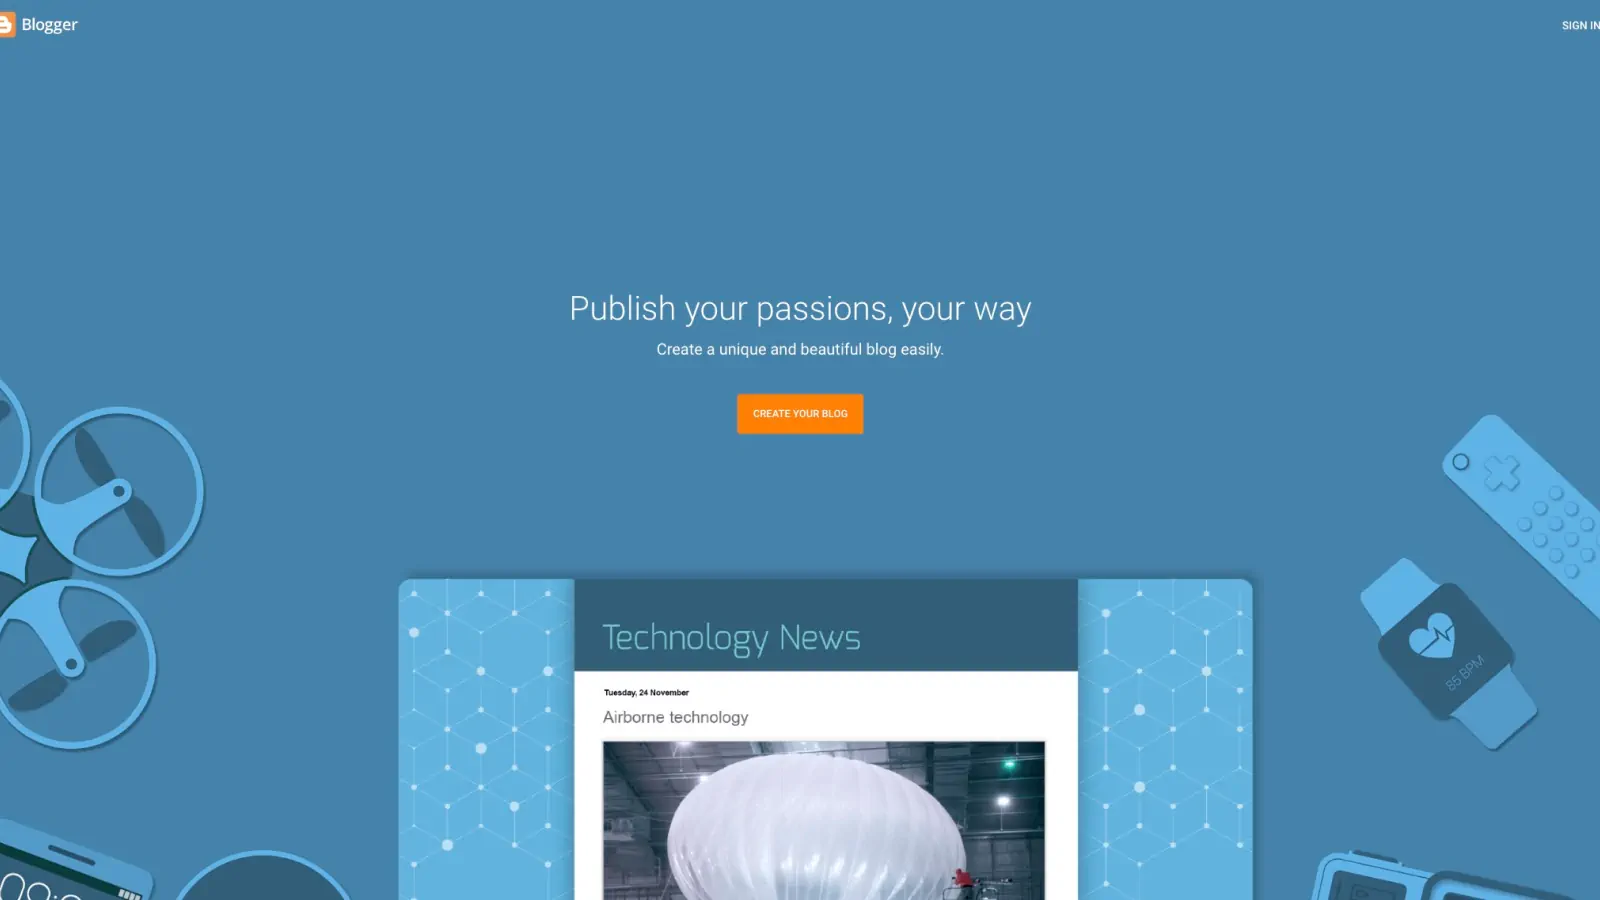 Blogger
SIGN IN
Publish your passions, your way
Create a unique and beautiful blog easily.
CREATE YOUR BLOG
Technology News
Tuesday, 24 November
Airborne technology
85 BPM